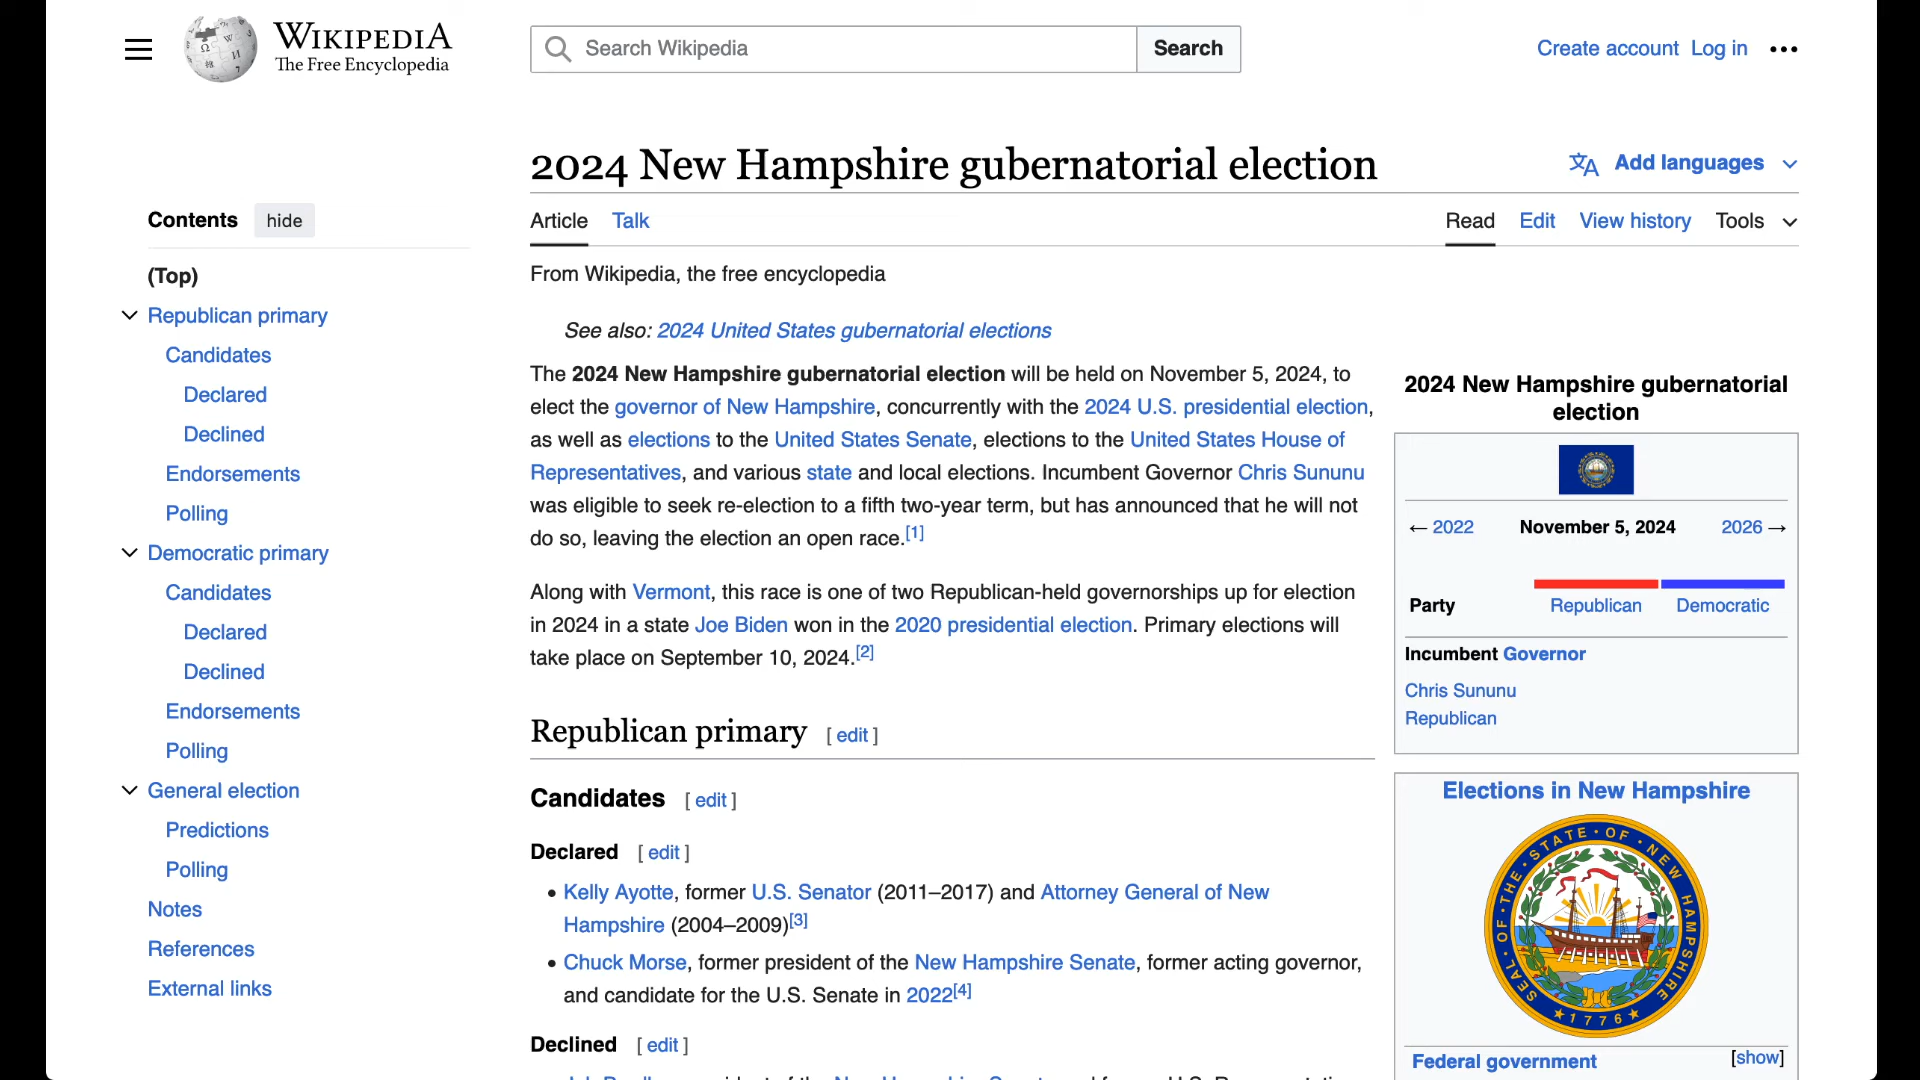 WIKIPEDIA
The Free Encyclopedia
Search Wikipedia
Search
Create account Log in
2024 New Hampshire gubernatorial election
Add languages
Contents hide
(Top)
Republican primary
Candidates
Declared
Declined
Endorsements
Polling
Democratic primary
Candidates
Declared
Declined
Endorsements
Polling
General election
Predictions
Polling
Notes
References
External links
Article Talk
Read Edit View history Tools
From Wikipedia, the free encyclopedia
See also: 2024 United States gubernatorial elections
The 2024 New Hampshire gubernatorial election will be held on November 5, 2024, to
elect the governor of New Hampshire, concurrently with the 2024 U.S. presidential election,
as well as elections to the United States Senate, elections to the United States House of
Representatives, and various state and local elections. Incumbent Governor Chris Sununu
was eligible to seek re-election to a fifth two-year term, but has announced that he will not
do so, leaving the election an open race.[1]
Along with Vermont, this race is one of two Republican-held governorships up for election
in 2024 in a state Joe Biden won in the 2020 presidential election. Primary elections will
take place on September 10, 2024.[2]
Republican primary [ edit ]
Candidates [ edit ]
Declared [ edit ]
• Kelly Ayotte, former U.S. Senator (2011–2017) and Attorney General of New
Hampshire (2004–2009)[3]
• Chuck Morse, former president of the New Hampshire Senate, former acting governor,
and candidate for the U.S. Senate in 2022[4]
Declined [ edit ]
2024 New Hampshire gubernatorial
election
← 2022 November 5, 2024 2026 →
Party Republican Democratic
Incumbent Governor
Chris Sununu
Republican
Elections in New Hampshire
SEAL · OF · THE · STATE · OF · NEW HAMPSHIRE
★ 1776 ★
Federal government [show]